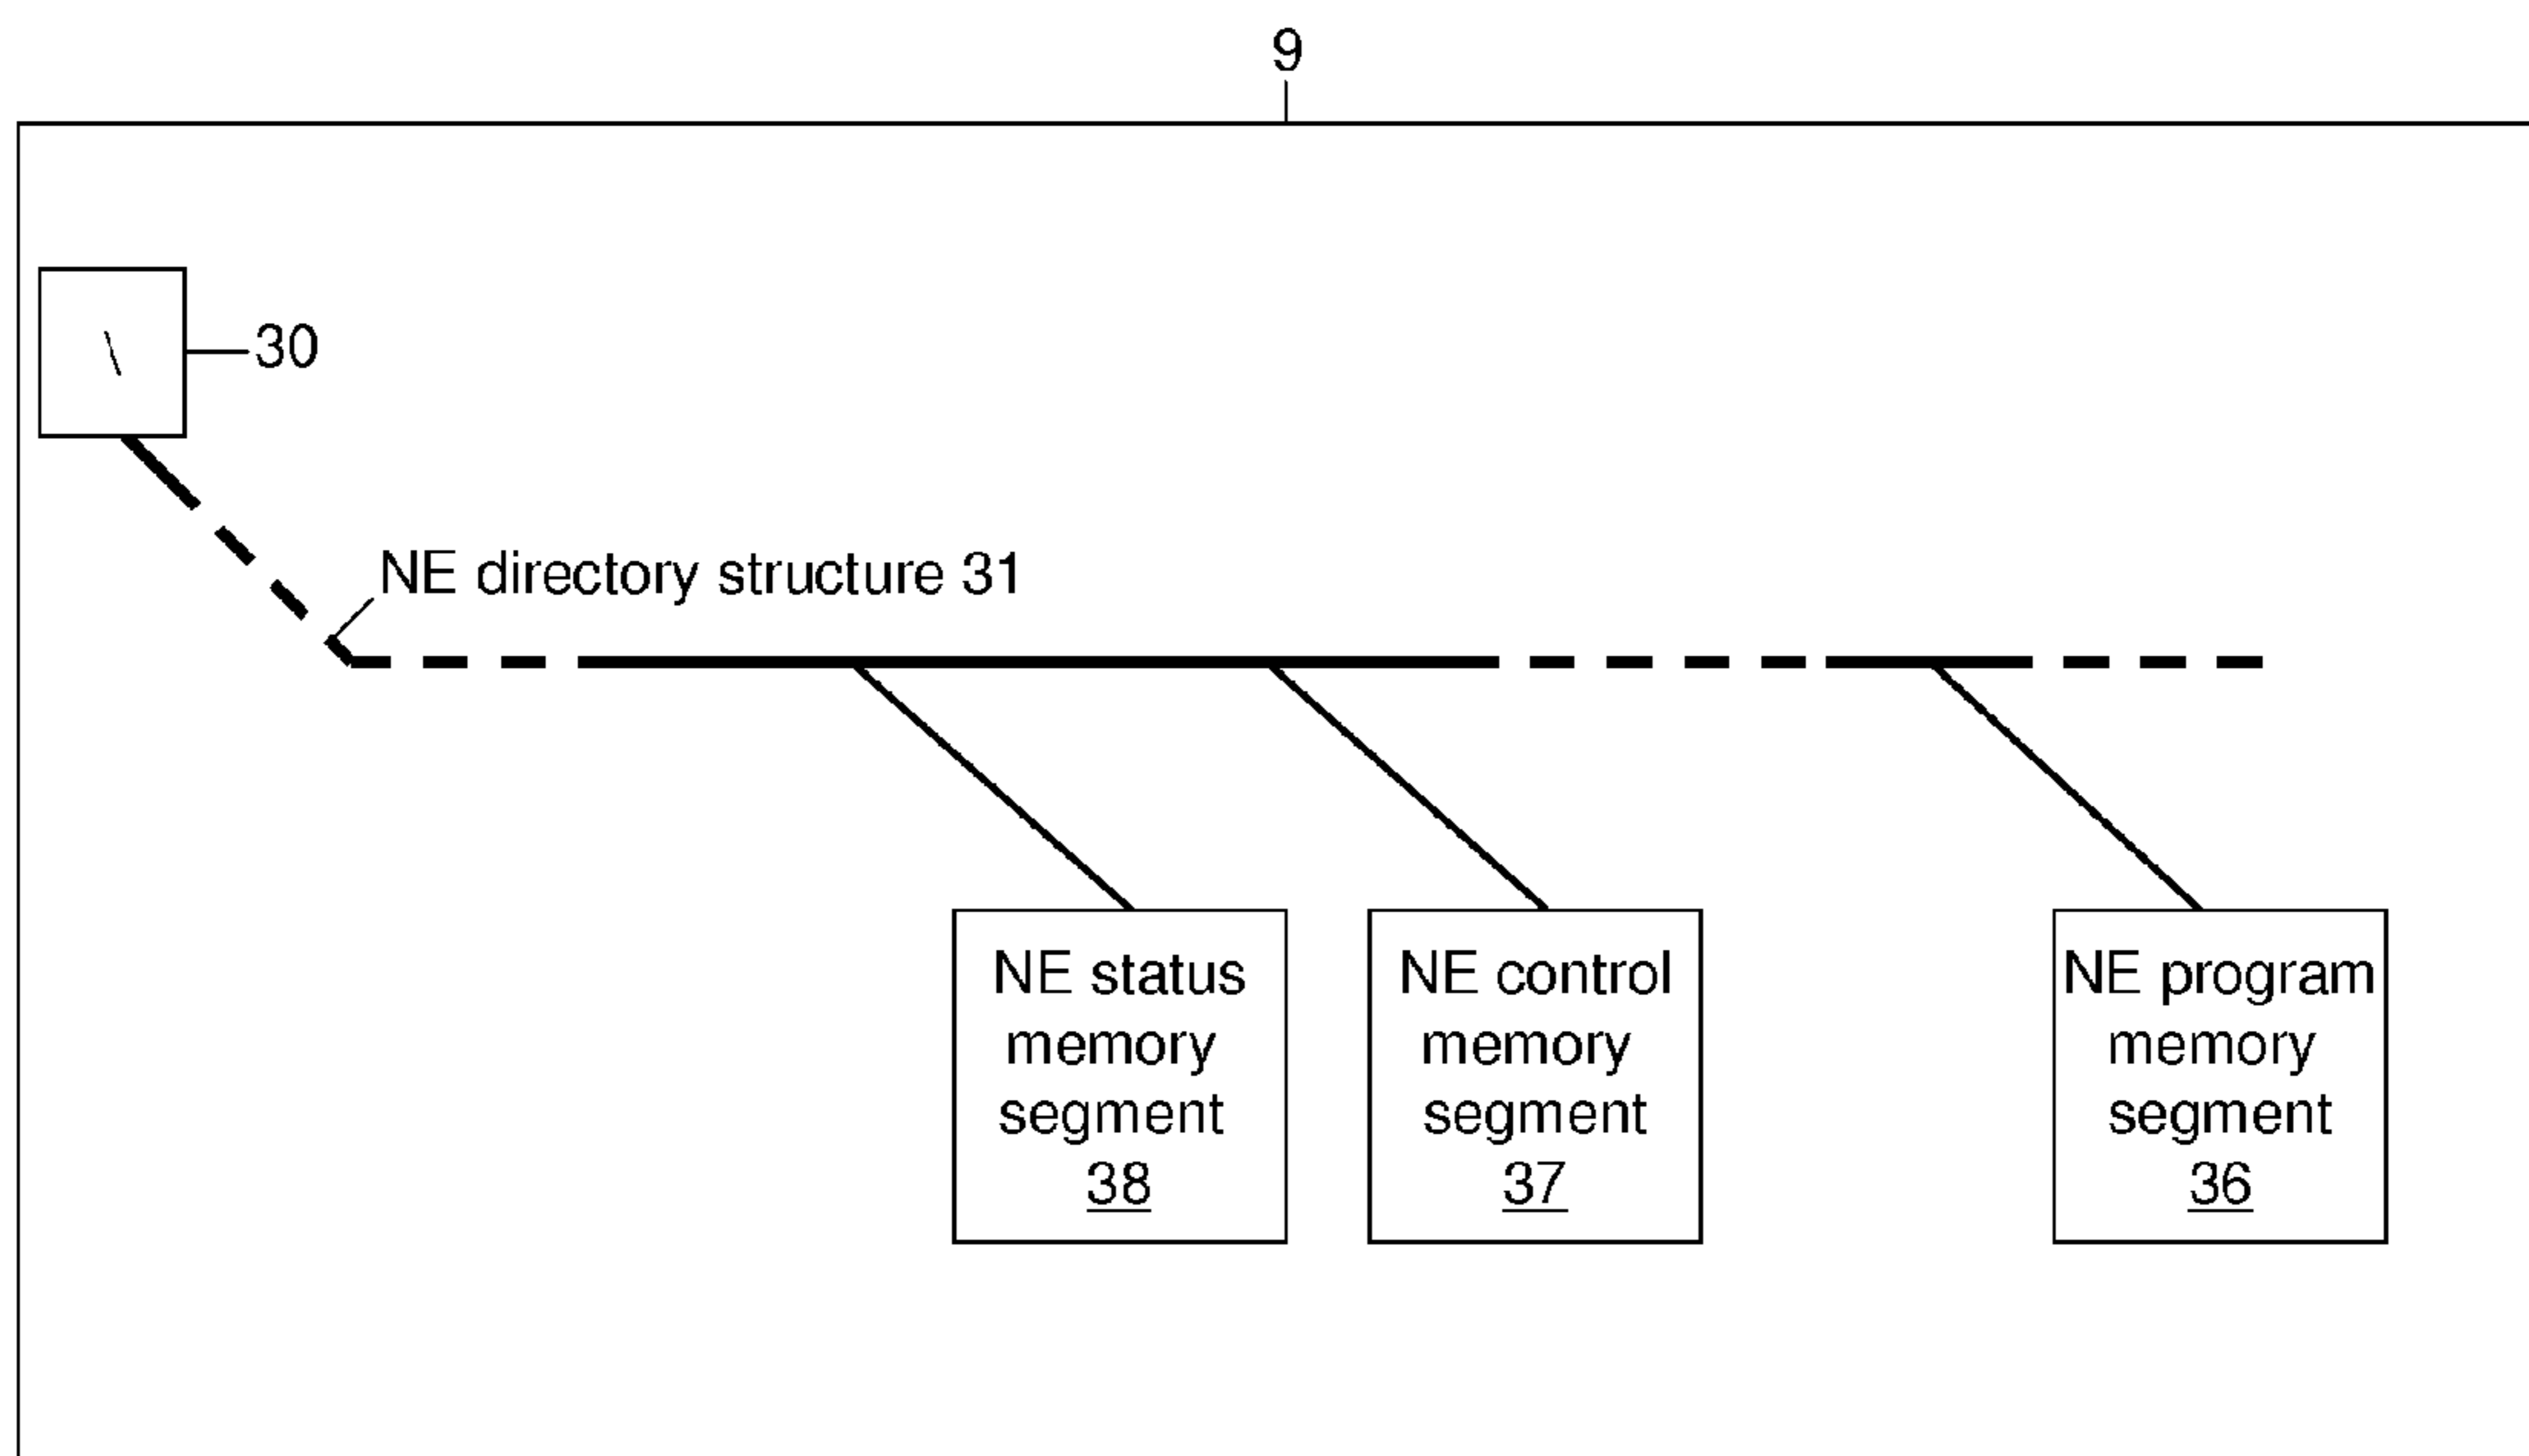 9
\
30
NE directory structure 31
NE status
memory
segment
38
NE control
memory
segment
37
NE program
memory
segment
36